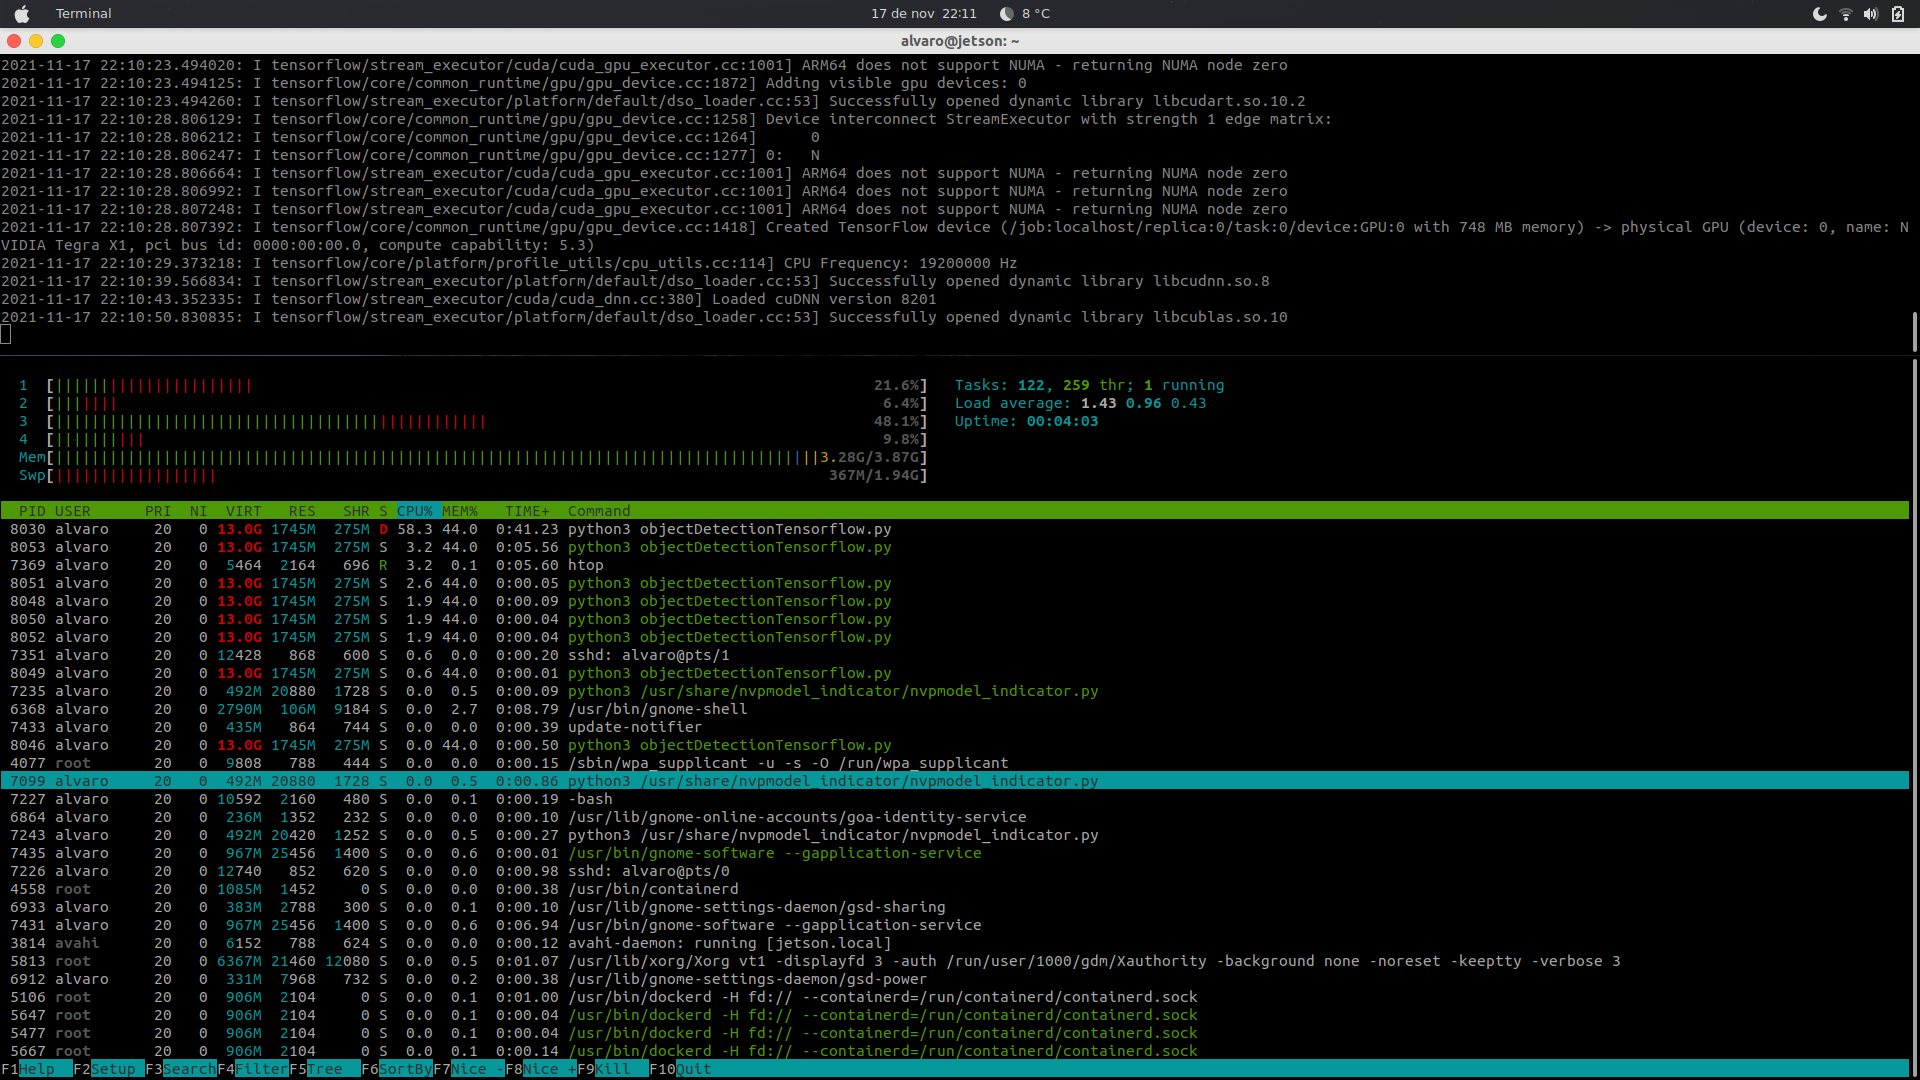 Terminal
17 de nov  22:11
8 °C
alvaro@jetson: ~
2021-11-17 22:10:23.494020: I tensorflow/stream_executor/cuda/cuda_gpu_executor.cc:1001] ARM64 does not support NUMA - returning NUMA node zero
2021-11-17 22:10:23.494125: I tensorflow/core/common_runtime/gpu/gpu_device.cc:1872] Adding visible gpu devices: 0
2021-11-17 22:10:23.494260: I tensorflow/stream_executor/platform/default/dso_loader.cc:53] Successfully opened dynamic library libcudart.so.10.2
2021-11-17 22:10:28.806129: I tensorflow/core/common_runtime/gpu/gpu_device.cc:1258] Device interconnect StreamExecutor with strength 1 edge matrix:
2021-11-17 22:10:28.806212: I tensorflow/core/common_runtime/gpu/gpu_device.cc:1264]      0
2021-11-17 22:10:28.806247: I tensorflow/core/common_runtime/gpu/gpu_device.cc:1277] 0:   N
2021-11-17 22:10:28.806664: I tensorflow/stream_executor/cuda/cuda_gpu_executor.cc:1001] ARM64 does not support NUMA - returning NUMA node zero
2021-11-17 22:10:28.806992: I tensorflow/stream_executor/cuda/cuda_gpu_executor.cc:1001] ARM64 does not support NUMA - returning NUMA node zero
2021-11-17 22:10:28.807248: I tensorflow/stream_executor/cuda/cuda_gpu_executor.cc:1001] ARM64 does not support NUMA - returning NUMA node zero
2021-11-17 22:10:28.807392: I tensorflow/core/common_runtime/gpu/gpu_device.cc:1418] Created TensorFlow device (/job:localhost/replica:0/task:0/device:GPU:0 with 748 MB memory) -> physical GPU (device: 0, name: N
VIDIA Tegra X1, pci bus id: 0000:00:00.0, compute capability: 5.3)
2021-11-17 22:10:29.373218: I tensorflow/core/platform/profile_utils/cpu_utils.cc:114] CPU Frequency: 19200000 Hz
2021-11-17 22:10:39.566834: I tensorflow/stream_executor/platform/default/dso_loader.cc:53] Successfully opened dynamic library libcudnn.so.8
2021-11-17 22:10:43.352335: I tensorflow/stream_executor/cuda/cuda_dnn.cc:380] Loaded cuDNN version 8201
2021-11-17 22:10:50.830835: I tensorflow/stream_executor/platform/default/dso_loader.cc:53] Successfully opened dynamic library libcublas.so.10
1 [ 21.6%] Tasks: 122, 259 thr; 1 running
2 [ 6.4%] Load average: 1.43 0.96 0.43
3 [ 48.1%] Uptime: 00:04:03
4 [ 9.8%]
Mem[ 3.28G/3.87G]
Swp[ 367M/1.94G]
PID USER PRI NI VIRT RES SHR S CPU% MEM% TIME+ Command
8030 alvaro 20 0 13.0G 1745M 275M D 58.3 44.0 0:41.23 python3 objectDetectionTensorflow.py
8053 alvaro 20 0 13.0G 1745M 275M S 3.2 44.0 0:05.56 python3 objectDetectionTensorflow.py
7369 alvaro 20 0 5464 2164 696 R 3.2 0.1 0:05.60 htop
8051 alvaro 20 0 13.0G 1745M 275M S 2.6 44.0 0:00.05 python3 objectDetectionTensorflow.py
8048 alvaro 20 0 13.0G 1745M 275M S 1.9 44.0 0:00.09 python3 objectDetectionTensorflow.py
8050 alvaro 20 0 13.0G 1745M 275M S 1.9 44.0 0:00.04 python3 objectDetectionTensorflow.py
8052 alvaro 20 0 13.0G 1745M 275M S 1.9 44.0 0:00.04 python3 objectDetectionTensorflow.py
7351 alvaro 20 0 12428 868 600 S 0.6 0.0 0:00.20 sshd: alvaro@pts/1
8049 alvaro 20 0 13.0G 1745M 275M S 0.6 44.0 0:00.01 python3 objectDetectionTensorflow.py
7235 alvaro 20 0 492M 20880 1728 S 0.0 0.5 0:00.09 python3 /usr/share/nvpmodel_indicator/nvpmodel_indicator.py
6368 alvaro 20 0 2790M 106M 9184 S 0.0 2.7 0:08.79 /usr/bin/gnome-shell
7433 alvaro 20 0 435M 864 744 S 0.0 0.0 0:00.39 update-notifier
8046 alvaro 20 0 13.0G 1745M 275M S 0.0 44.0 0:00.50 python3 objectDetectionTensorflow.py
4077 root 20 0 9808 788 444 S 0.0 0.0 0:00.15 /sbin/wpa_supplicant -u -s -O /run/wpa_supplicant
7099 alvaro 20 0 492M 20880 1728 S 0.0 0.5 0:00.86 python3 /usr/share/nvpmodel_indicator/nvpmodel_indicator.py
7227 alvaro 20 0 10592 2160 480 S 0.0 0.1 0:00.19 -bash
6864 alvaro 20 0 236M 1352 232 S 0.0 0.0 0:00.10 /usr/lib/gnome-online-accounts/goa-identity-service
7243 alvaro 20 0 492M 20420 1252 S 0.0 0.5 0:00.27 python3 /usr/share/nvpmodel_indicator/nvpmodel_indicator.py
7435 alvaro 20 0 967M 25456 1400 S 0.0 0.6 0:00.01 /usr/bin/gnome-software --gapplication-service
7226 alvaro 20 0 12740 852 620 S 0.0 0.0 0:00.98 sshd: alvaro@pts/0
4558 root 20 0 1085M 1452 0 S 0.0 0.0 0:00.38 /usr/bin/containerd
6933 alvaro 20 0 383M 2788 300 S 0.0 0.1 0:00.10 /usr/lib/gnome-settings-daemon/gsd-sharing
7431 alvaro 20 0 967M 25456 1400 S 0.0 0.6 0:06.94 /usr/bin/gnome-software --gapplication-service
3814 avahi 20 0 6152 788 624 S 0.0 0.0 0:00.12 avahi-daemon: running [jetson.local]
5813 root 20 0 6367M 21460 12080 S 0.0 0.5 0:01.07 /usr/lib/xorg/Xorg vt1 -displayfd 3 -auth /run/user/1000/gdm/Xauthority -background none -noreset -keeptty -verbose 3
6912 alvaro 20 0 331M 7968 732 S 0.0 0.2 0:00.38 /usr/lib/gnome-settings-daemon/gsd-power
5106 root 20 0 906M 2104 0 S 0.0 0.1 0:01.00 /usr/bin/dockerd -H fd:// --containerd=/run/containerd/containerd.sock
5647 root 20 0 906M 2104 0 S 0.0 0.1 0:00.04 /usr/bin/dockerd -H fd:// --containerd=/run/containerd/containerd.sock
5477 root 20 0 906M 2104 0 S 0.0 0.1 0:00.04 /usr/bin/dockerd -H fd:// --containerd=/run/containerd/containerd.sock
5667 root 20 0 906M 2104 0 S 0.0 0.1 0:00.14 /usr/bin/dockerd -H fd:// --containerd=/run/containerd/containerd.sock
F1Help F2Setup F3SearchF4FilterF5Tree F6SortByF7Nice -F8Nice +F9Kill F10Quit